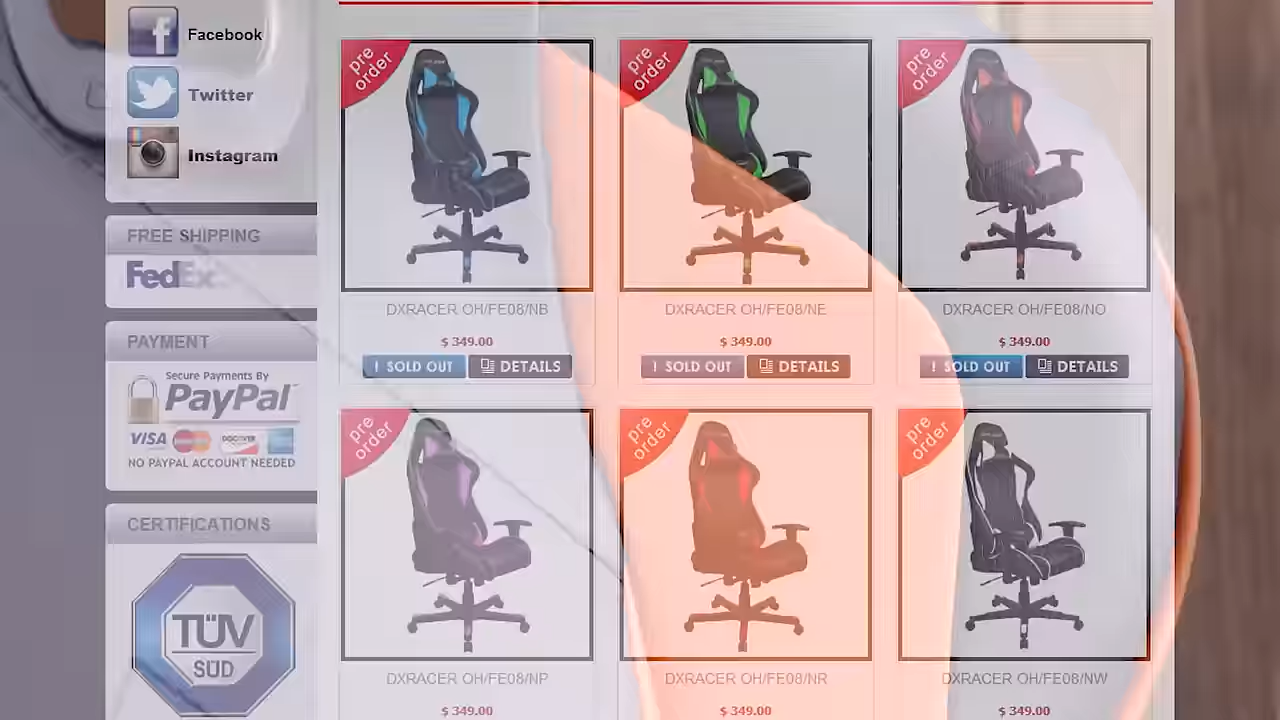 Facebook
Twitter
Instagram
FREE SHIPPING
FedEx
PAYMENT
Secure Payments By
PayPal
VISA
DISCOVER
NO PAYPAL ACCOUNT NEEDED
CERTIFICATIONS
TÜV
SÜD
pre order
pre order
pre order
DXRACER OH/FE08/NB
DXRACER OH/FE08/NE
DXRACER OH/FE08/NO
$ 349.00
$ 349.00
$ 349.00
! SOLD OUT
DETAILS
! SOLD OUT
DETAILS
! SOLD OUT
DETAILS
pre order
pre order
pre order
DXRACER OH/FE08/NP
DXRACER OH/FE08/NR
DXRACER OH/FE08/NW
$ 349.00
$ 349.00
$ 349.00